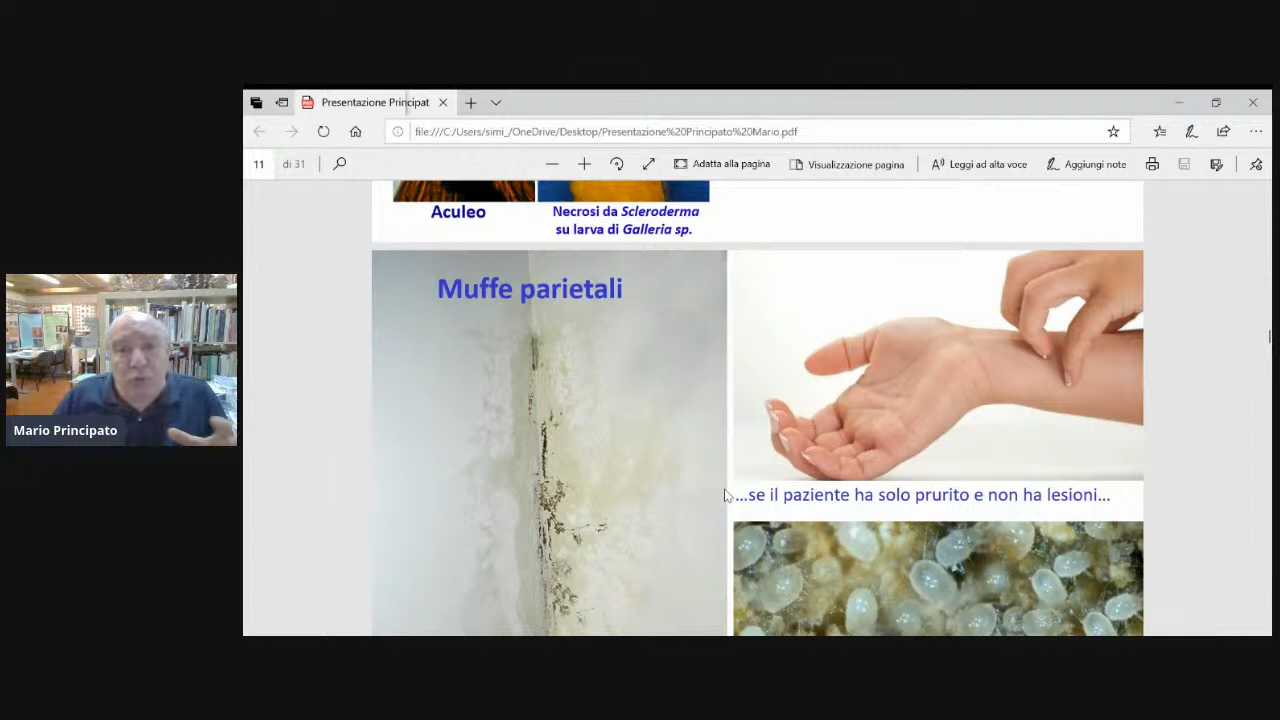 Presentazione Principat
file:///C:/Users/simi_/OneDrive/Desktop/Presentazione%20Principato%20Mario.pdf
11 di 31
Adatta alla pagina
Visualizzazione pagina
Leggi ad alta voce
Aggiungi note
Aculeo
Necrosi da Scleroderma
su larva di Galleria sp.
Muffe parietali
...se il paziente ha solo prurito e non ha lesioni...
Mario Principato